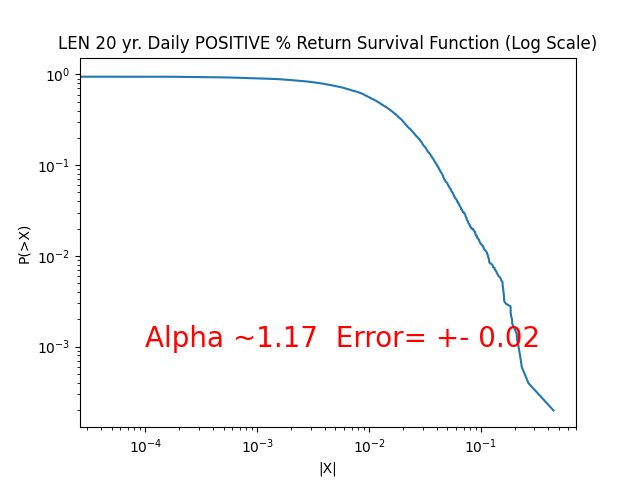 LEN 20 yr. Daily POSITIVE % Return Survival Function (Log Scale)
P(>X)
10⁰
10⁻¹
10⁻²
10⁻³
Alpha ~1.17  Error= +- 0.02
10⁻⁴ 10⁻³ 10⁻² 10⁻¹
|X|